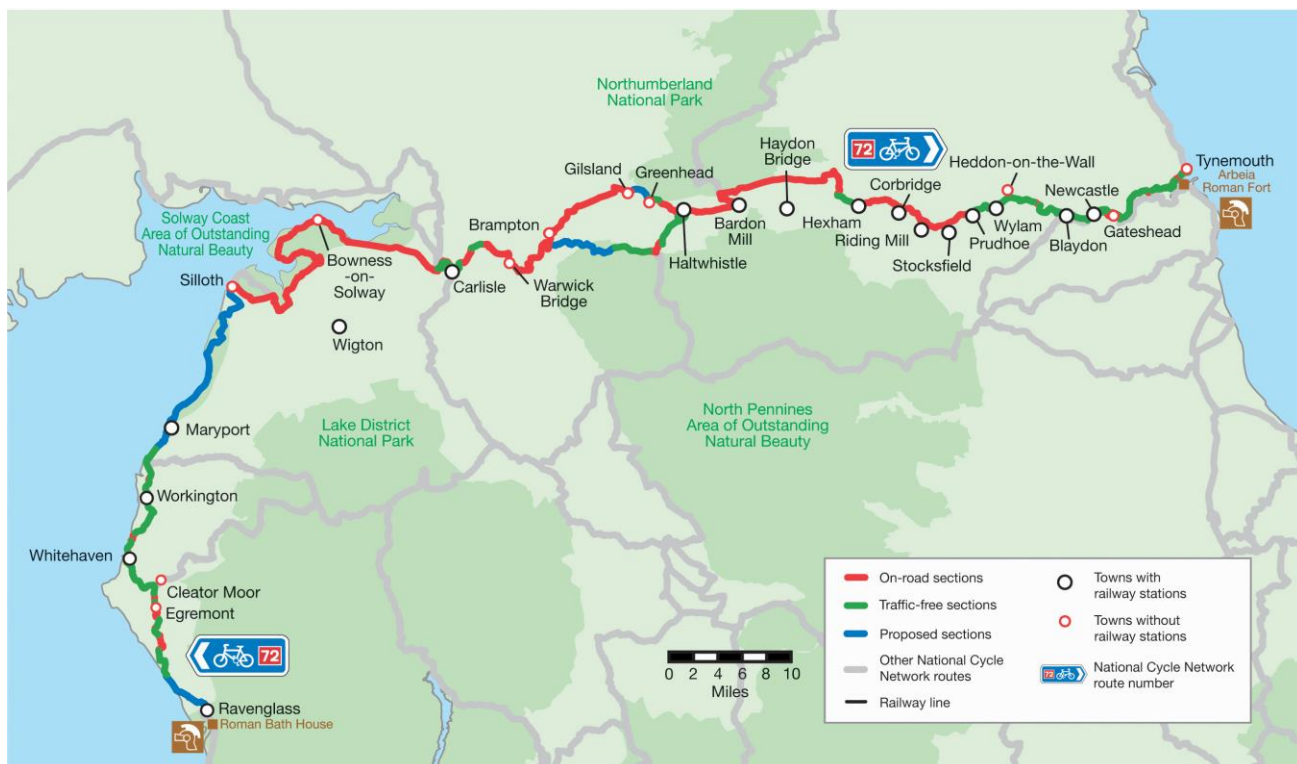 Northumberland
National Park
Haydon
Bridge
72
Heddon-on-the-Wall
Tynemouth
Arbeia
Roman Fort
Gilsland
Greenhead
Corbridge
Newcastle
Solway Coast
Area of Outstanding
Natural Beauty
Brampton
Bardon
Mill
Hexham
Riding Mill
Wylam
Prudhoe
Gateshead
Blaydon
Stocksfield
Haltwhistle
Bowness
-on-
Solway
Silloth
Carlisle
Warwick
Bridge
Wigton
Maryport
Lake District
National Park
North Pennines
Area of Outstanding
Natural Beauty
Workington
Whitehaven
Cleator Moor
Egremont
72
Ravenglass
Roman Bath House
0 2 4 6 8 10
Miles
On-road sections
Traffic-free sections
Proposed sections
Other National Cycle
Network routes
Railway line
Towns with
railway stations
Towns without
railway stations
72
National Cycle Network
route number